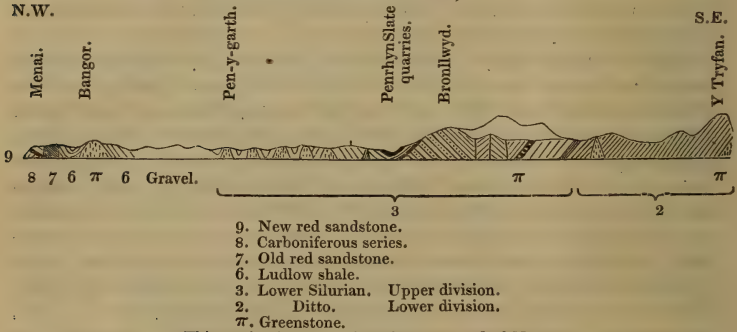 N.W.
S.E.
Menai.
Bangor.
Pen-y-garth.
Penrhyn Slate
quarries.
Bronllwyd.
Y Tryfan.
9
8 7 6 π 6 Gravel. π π
3 2
9. New red sandstone.
8. Carboniferous series.
7. Old red sandstone.
6. Ludlow shale.
3. Lower Silurian. Upper division.
2. Ditto. Lower division.
π. Greenstone.